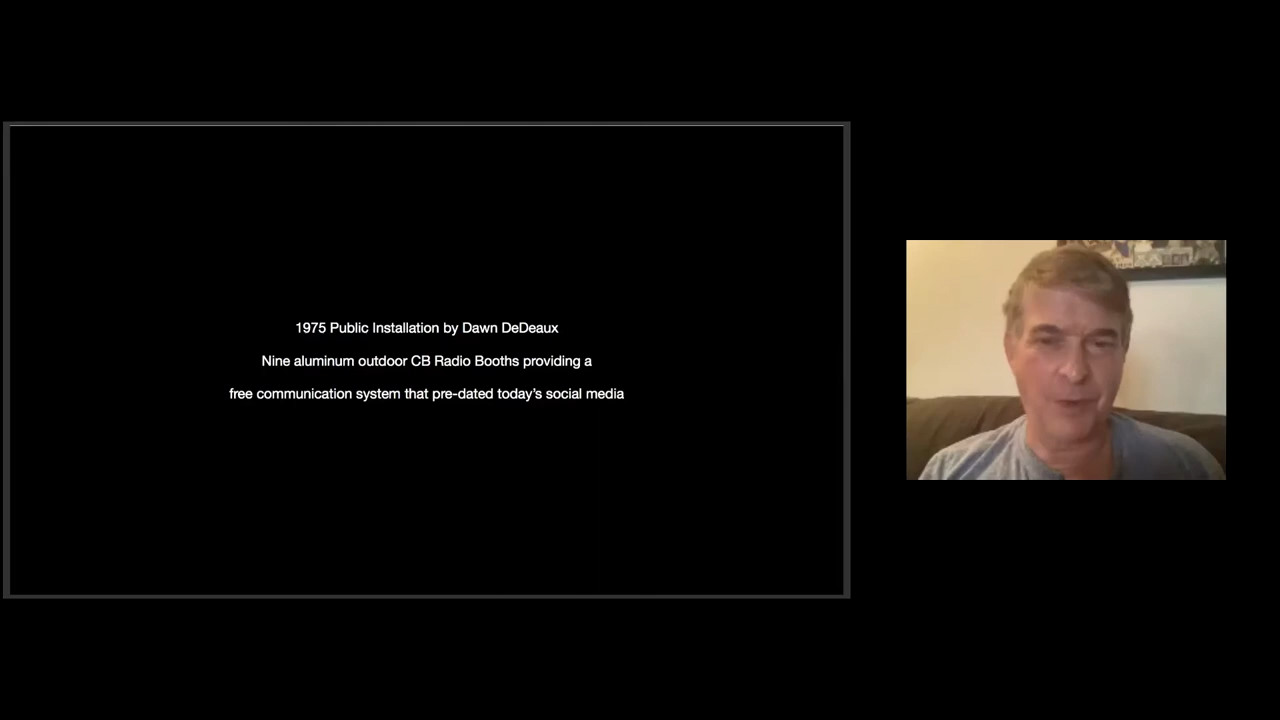 1975 Public Installation by Dawn DeDeaux
Nine aluminum outdoor CB Radio Booths providing a
free communication system that pre-dated today’s social media